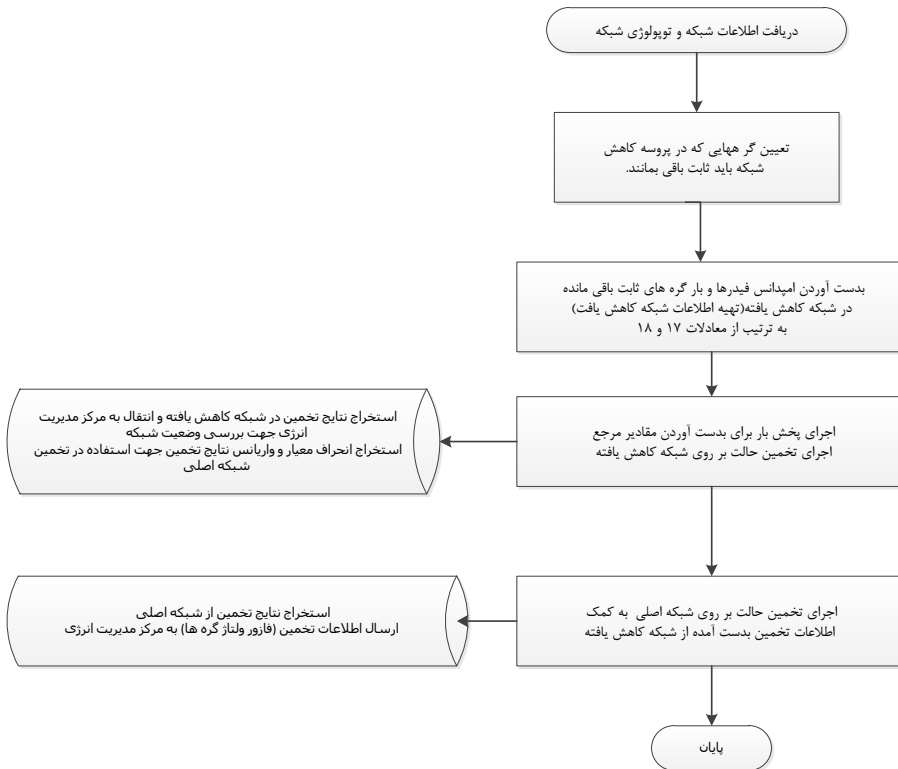 دریافت اطلاعات شبکه و توپولوژی شبکه
تعیین گر ههایی که در پروسه کاهش
شبکه باید ثابت باقی بمانند.
بدست آوردن امپدانس فیدرها و بار گره های ثابت باقی مانده
در شبکه کاهش یافته(تهیه اطلاعات شبکه کاهش یافت)
به ترتیب از معادلات ۱۷ و ۱۸
اجرای پخش بار برای بدست آوردن مقادیر مرجع
اجرای تخمین حالت بر روی شبکه کاهش یافته
استخراج نتایج تخمین در شبکه کاهش یافته و انتقال به مرکز مدیریت
انرژی جهت بررسی وضعیت شبکه
استخراج انحراف معیار و واریانس نتایج تخمین جهت استفاده در تخمین
شبکه اصلی
اجرای تخمین حالت بر روی شبکه اصلی به کمک
اطلاعات تخمین بدست آمده از شبکه کاهش یافته
استخراج نتایج تخمین از شبکه اصلی
ارسال اطلاعات تخمین (فازور ولتاژ گره ها) به مرکز مدیریت انرژی
پایان